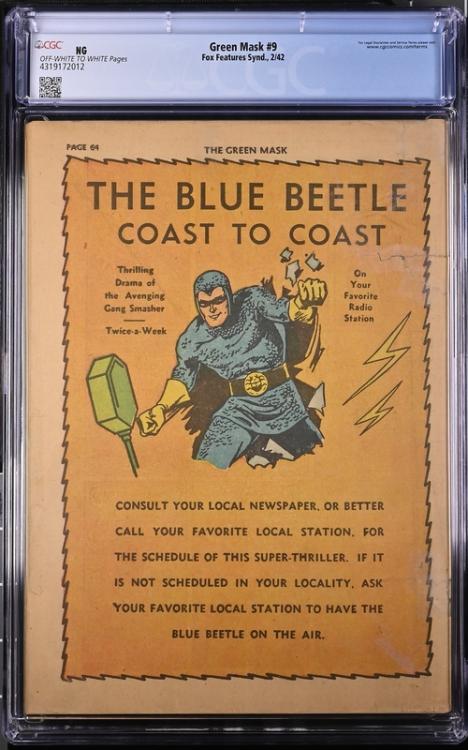 CGC
NG
OFF-WHITE TO WHITE Pages
4319172012
Green Mask #9
Fox Features Synd., 2/42
www.cgccomics.com/terms
PAGE 64
THE GREEN MASK
THE BLUE BEETLE
COAST TO COAST
Thrilling
Drama of
the Avenging
Gang Smasher
Twice-a-Week
On
Your
Favorite
Radio
Station
CONSULT YOUR LOCAL NEWSPAPER, OR BETTER
CALL YOUR FAVORITE LOCAL STATION, FOR
THE SCHEDULE OF THIS SUPER-THRILLER. IF IT
IS NOT SCHEDULED IN YOUR LOCALITY, ASK
YOUR FAVORITE LOCAL STATION TO HAVE THE
BLUE BEETLE ON THE AIR.